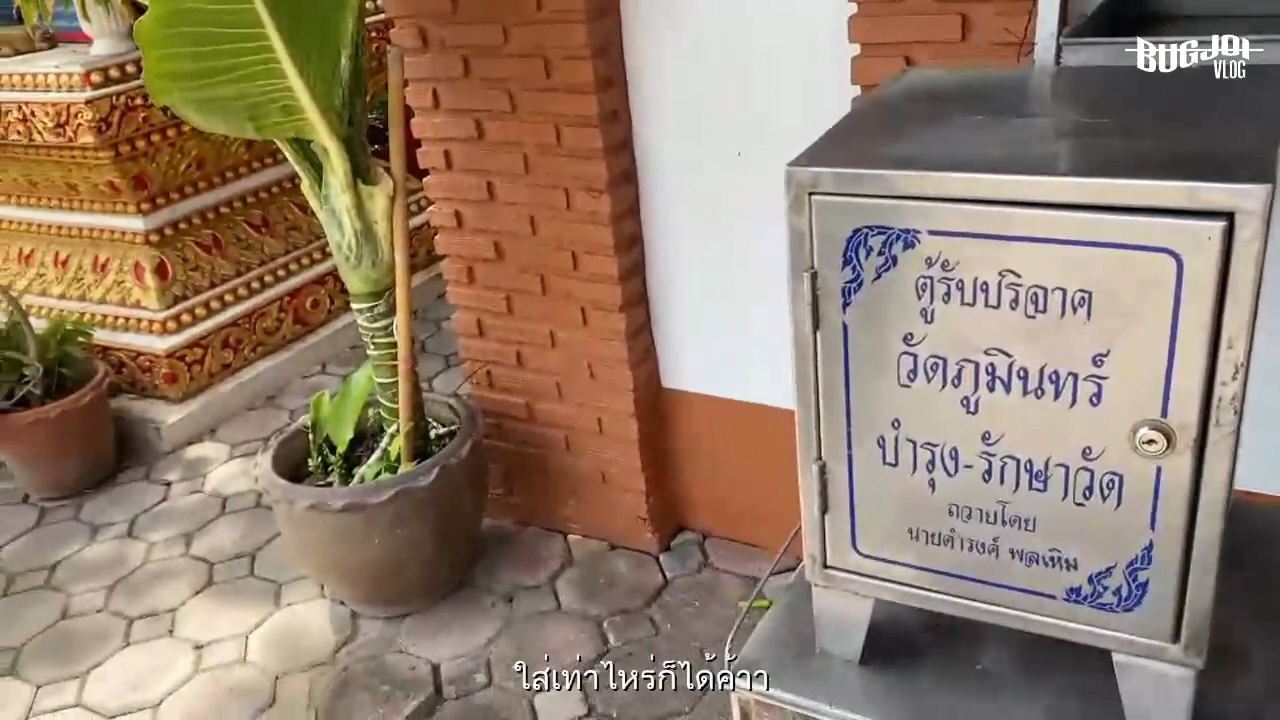 BUGJOI
VLOG
ตู้รับบริจาค
วัดภูมินทร์
บำรุง-รักษาวัด
ถวายโดย
นายดำรงค์ พลเหิม
ใส่เท่าไหร่ก็ได้ค้าาา